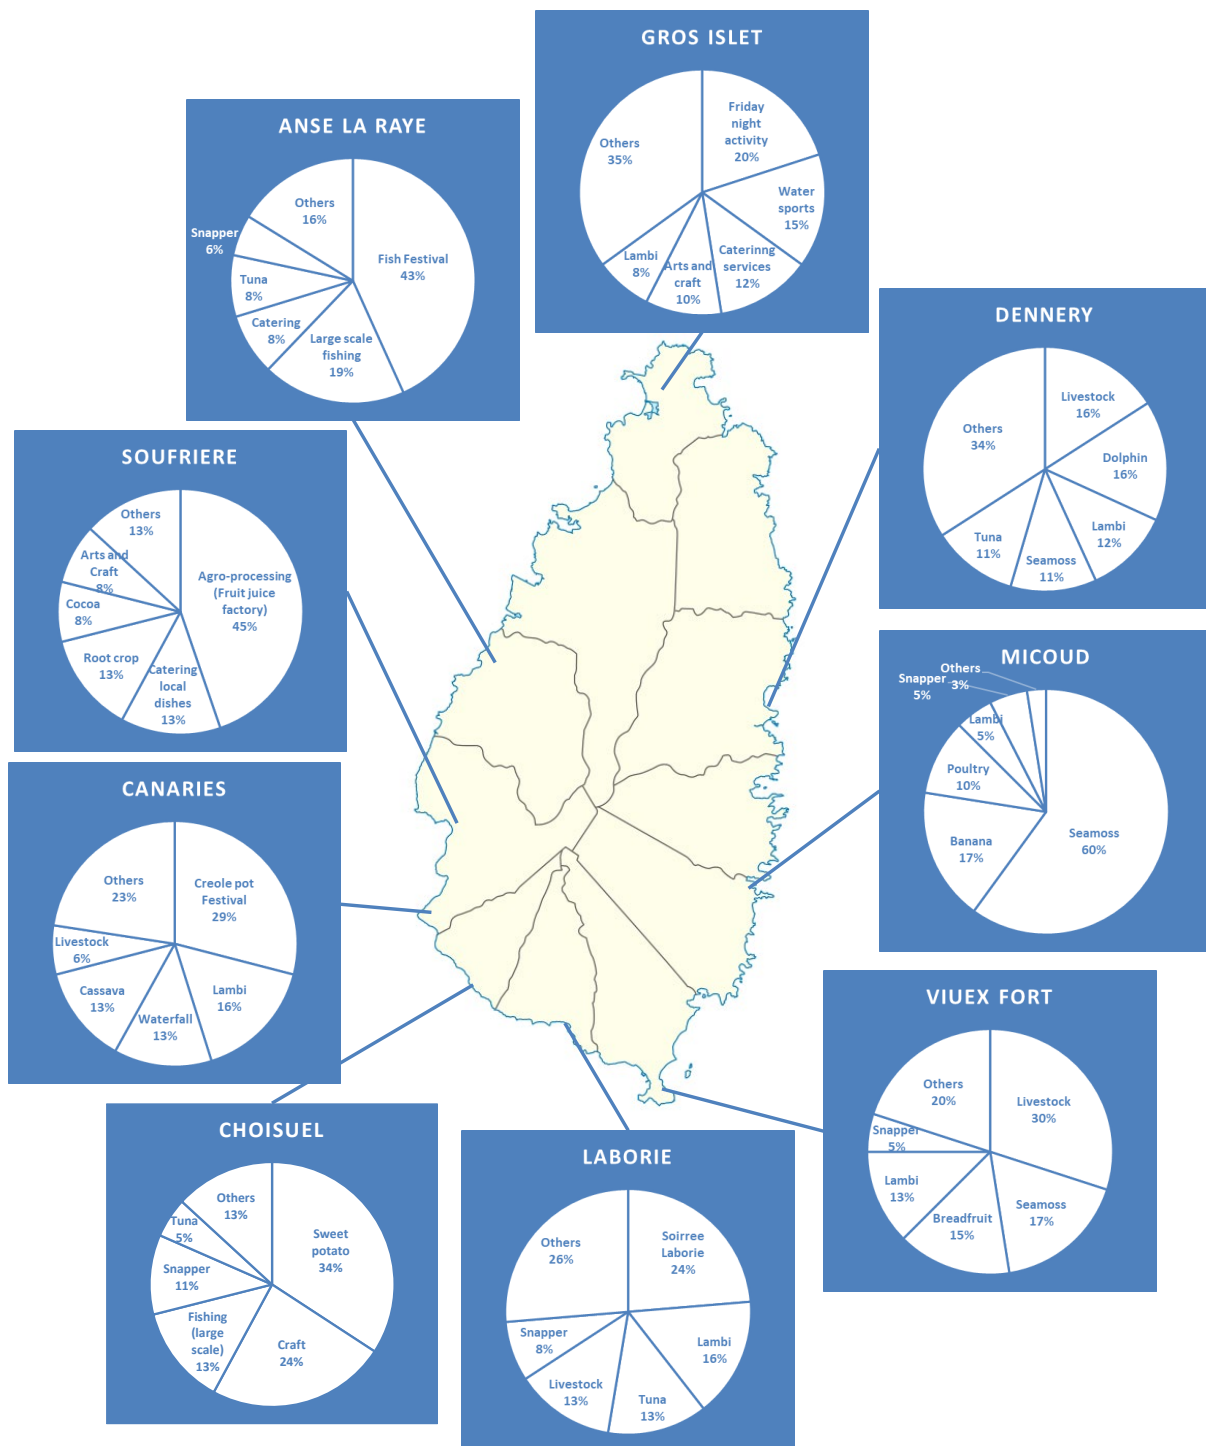 GROS ISLET
Friday
night
activity
20%
Water
sports
15%
Caterinng
services
12%
Arts and
craft
10%
Lambi
8%
Others
35%
ANSE LA RAYE
Fish Festival
43%
Large scale
fishing
19%
Catering
8%
Tuna
8%
Snapper
6%
Others
16%
DENNERY
Livestock
16%
Dolphin
16%
Lambi
12%
Seamoss
11%
Tuna
11%
Others
34%
SOUFRIERE
Agro-processing
(Fruit juice
factory)
45%
Catering
local
dishes
13%
Root crop
13%
Cocoa
8%
Arts and
Craft
8%
Others
13%
MICOUD
Seamoss
60%
Banana
17%
Poultry
10%
Lambi
5%
Snapper
5%
Others
3%
CANARIES
Creole pot
Festival
29%
Lambi
16%
Waterfall
13%
Cassava
13%
Livestock
6%
Others
23%
VIUEX FORT
Livestock
30%
Seamoss
17%
Breadfruit
15%
Lambi
13%
Snapper
5%
Others
20%
CHOISUEL
Sweet
potato
34%
Craft
24%
Fishing
(large
scale)
13%
Snapper
11%
Tuna
5%
Others
13%
LABORIE
Soirree
Laborie
24%
Lambi
16%
Tuna
13%
Livestock
13%
Snapper
8%
Others
26%